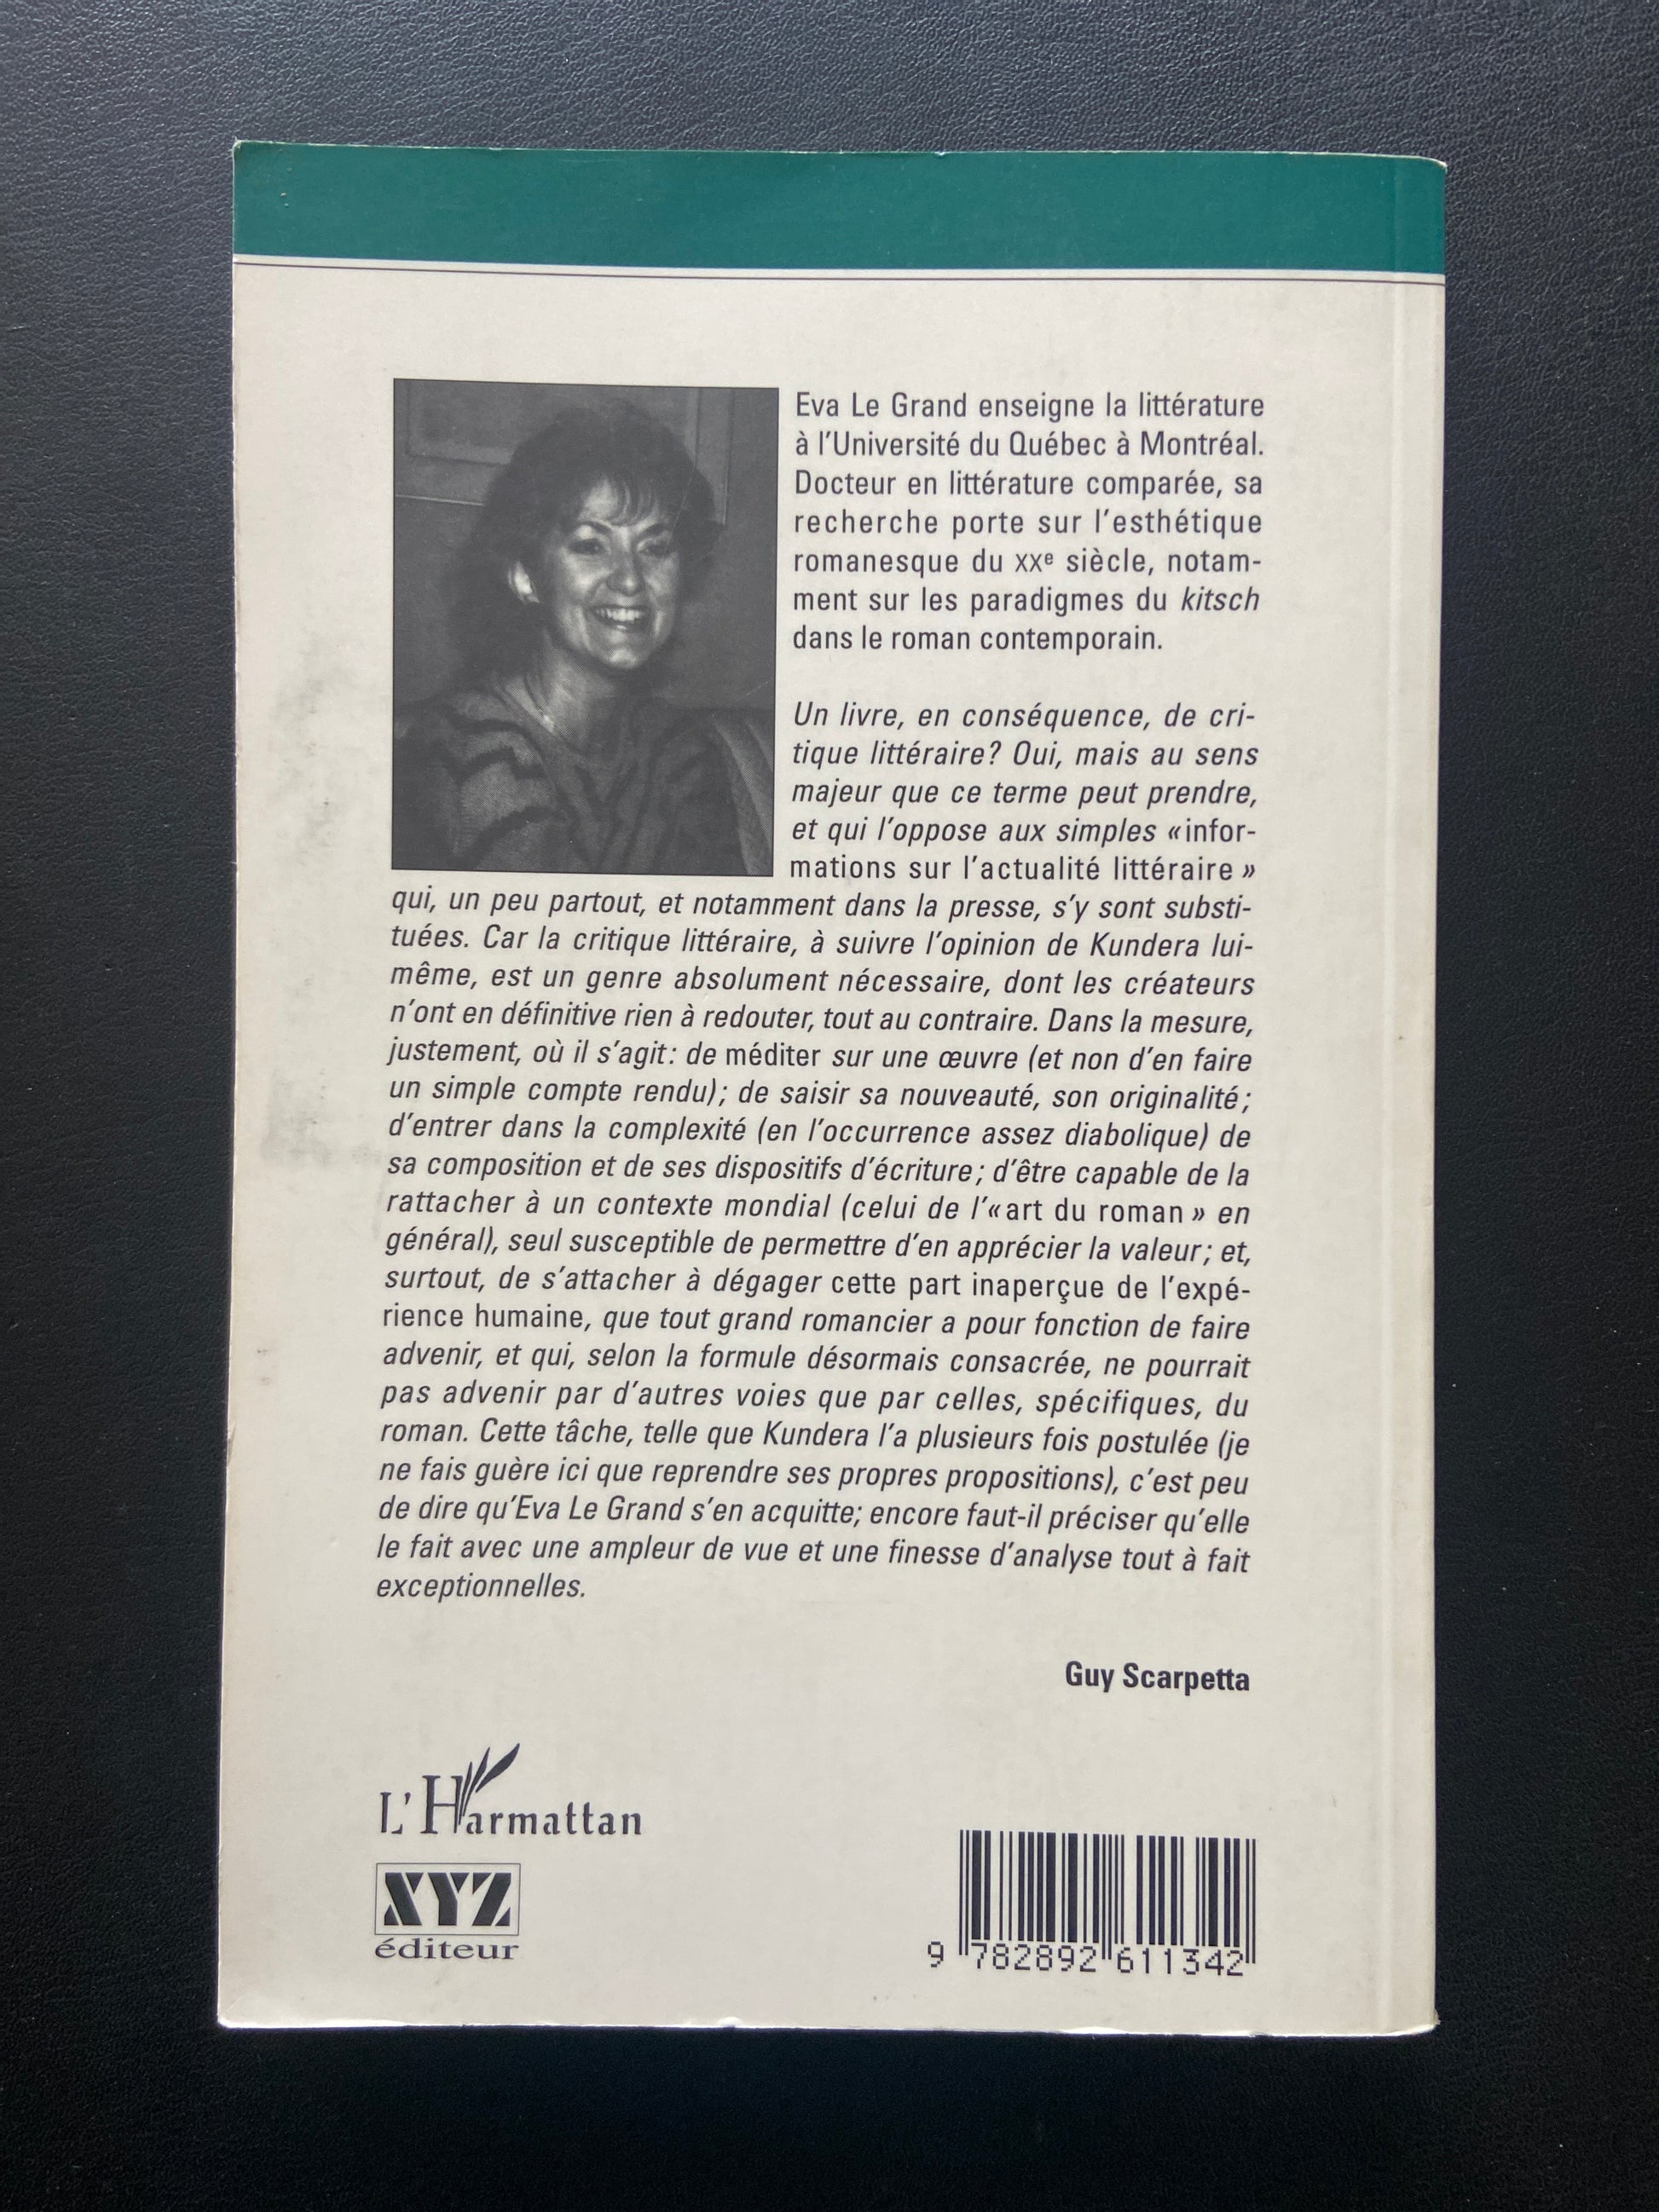 Eva Le Grand enseigne la littérature
à l'Université du Québec à Montréal.
Docteur en littérature comparée, sa
recherche porte sur l'esthétique
romanesque du XXe siècle, notam-
ment sur les paradigmes du kitsch
dans le roman contemporain.
Un livre, en conséquence, de cri-
tique littéraire? Oui, mais au sens
majeur que ce terme peut prendre,
et qui l'oppose aux simples «infor-
mations sur l'actualité littéraire»
qui, un peu partout, et notamment dans la presse, s'y sont substi-
tuées. Car la critique littéraire, à suivre l'opinion de Kundera lui-
même, est un genre absolument nécessaire, dont les créateurs
n'ont en définitive rien à redouter, tout au contraire. Dans la mesure,
justement, où il s'agit: de méditer sur une œuvre (et non d'en faire
un simple compte rendu); de saisir sa nouveauté, son originalité;
d'entrer dans la complexité (en l'occurrence assez diabolique) de
sa composition et de ses dispositifs d'écriture; d'être capable de la
rattacher à un contexte mondial (celui de l'«art du roman» en
général), seul susceptible de permettre d'en apprécier la valeur; et,
surtout, de s'attacher à dégager cette part inaperçue de l'expé-
rience humaine, que tout grand romancier a pour fonction de faire
advenir, et qui, selon la formule désormais consacrée, ne pourrait
pas advenir par d'autres voies que par celles, spécifiques, du
roman. Cette tâche, telle que Kundera l'a plusieurs fois postulée (je
ne fais guère ici que reprendre ses propres propositions), c'est peu
de dire qu'Eva Le Grand s'en acquitte; encore faut-il préciser qu'elle
le fait avec une ampleur de vue et une finesse d'analyse tout à fait
exceptionnelles.
Guy Scarpetta
L'Harmattan
XYZ
éditeur
9 782892 611342